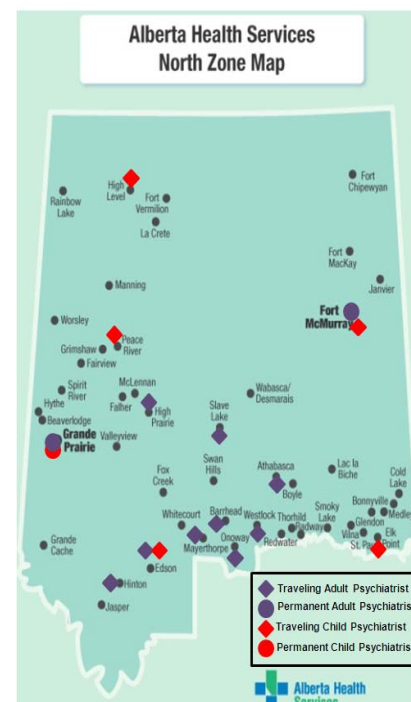 Alberta Health Services
North Zone Map
High
Level
Rainbow
Lake
Fort
Vermilion
La Crete
Fort
Chipewyan
Fort
MacKay
Janvier
Manning
Worsley
Fort
McMurray
Peace
River
Grimshaw
Fairview
McLennan
Spirit
River
Falher
High
Prairie
Wabasca/
Desmarais
Slave
Lake
Hythe
Beaverlodge
Grande
Prairie
Valleyview
Swan
Hills
Athabasca
Boyle
Lac la
Biche
Cold
Lake
Fox
Creek
Bonnyville
Medley
Whitecourt
Barrhead
Westlock
Thorhild
Smoky
Lake
Glendon
Radway
Vilna
Elk
Point
St. Paul
Redwater
Onoway
Mayerthorpe
Grande
Cache
Edson
Hinton
Jasper
Traveling Adult Psychiatrist
Permanent Adult Psychiatris
Traveling Child Psychiatrist
Permanent Child Psychiatris
Alberta Health
Services